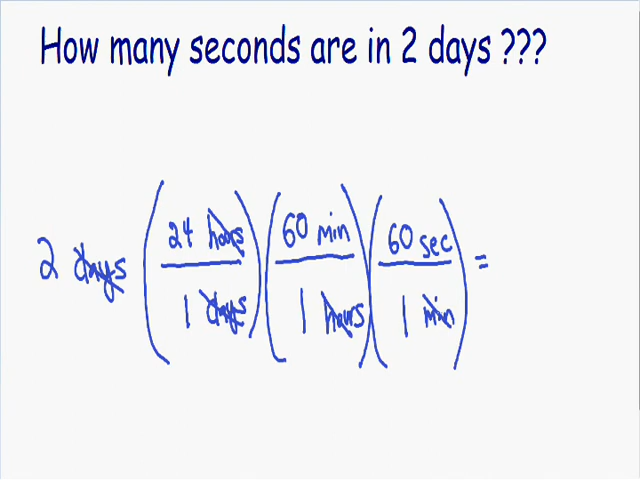 How many seconds are in 2 days ???
2 days (24 hours / 1 days) (60 min / 1 hours) (60 sec / 1 min) =